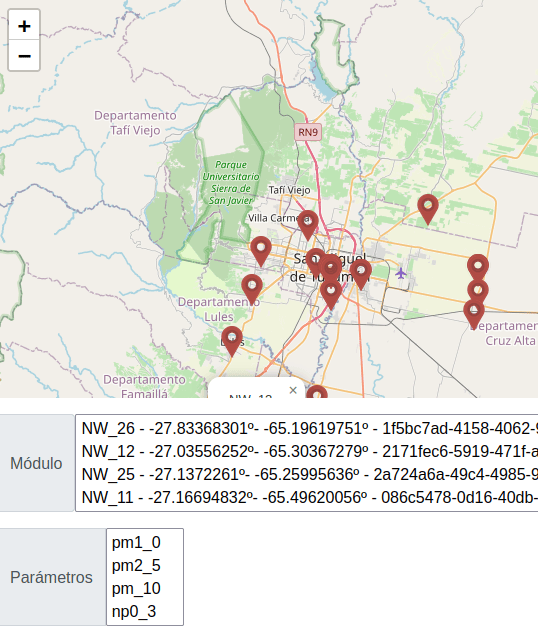 +
−
Departamento
Tafí Viejo
RN9
Parque
Universitario
Sierra de
San Javier
Tafí Viejo
Villa Carmela
San Miguel
de Tucumán
Departamento
Lules
Lules
Departamen
Cruz Alta
Departamento
Famaillá
×
NW_12
Módulo
NW_26 - -27.83368301º- -65.19619751º - 1f5bc7ad-4158-4062-9
NW_12 - -27.03556252º- -65.30367279º - 2171fec6-5919-471f-a
NW_25 - -27.1372261º- -65.25995636º - 2a724a6a-49c4-4985-9
NW_11 - -27.16694832º- -65.49620056º - 086c5478-0d16-40db-
Parámetros
pm1_0
pm2_5
pm_10
np0_3